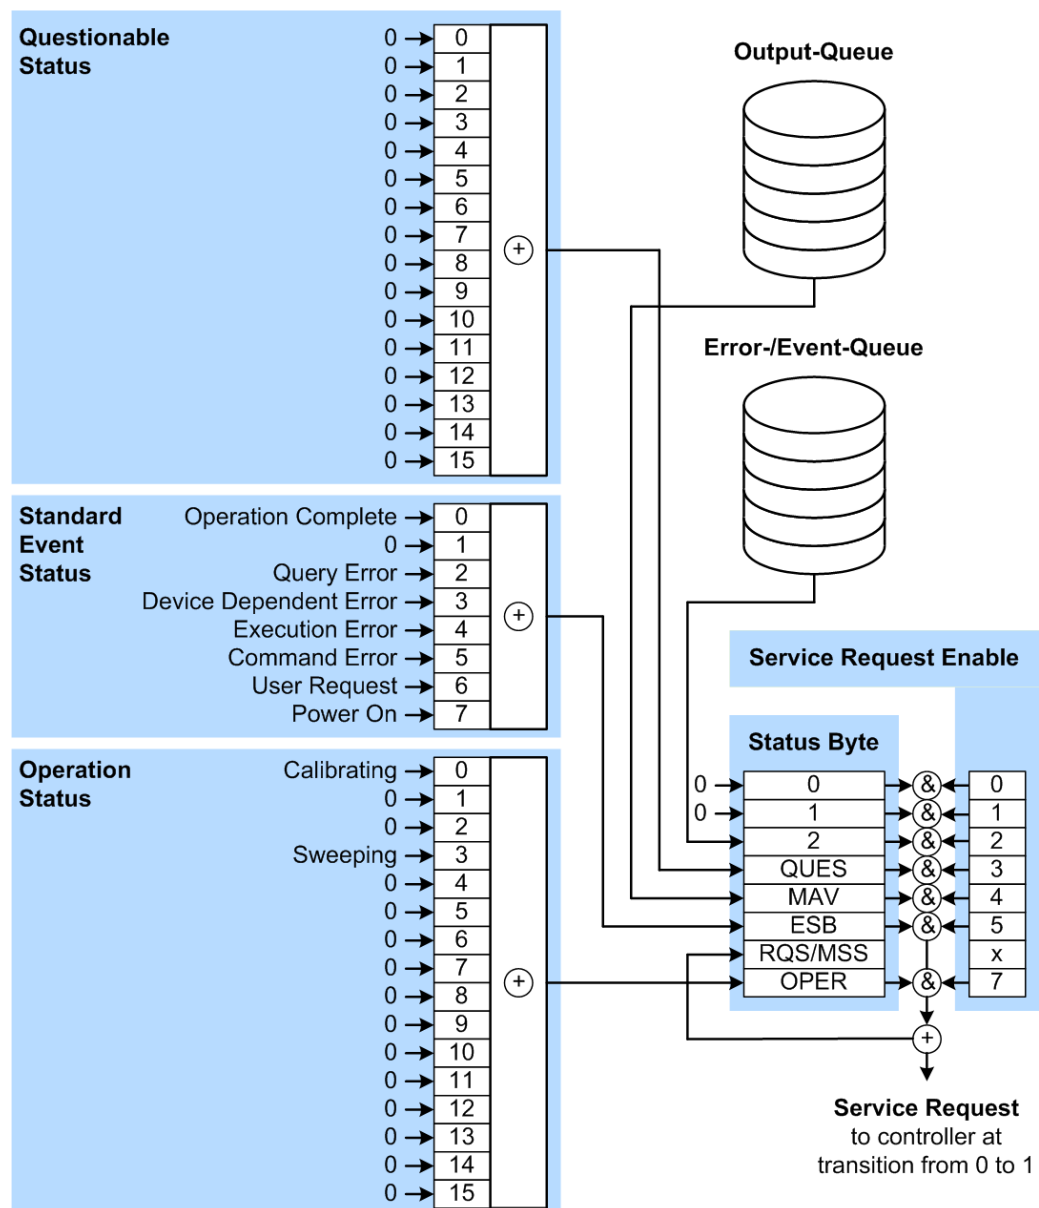 Questionable
Status
0 0
0 1
0 2
0 3
0 4
0 5
0 6
0 7
0 8
0 9
0 10
0 11
0 12
0 13
0 14
0 15
+
Output-Queue
Error-/Event-Queue
Standard
Event
Status
Operation Complete 0
0 1
Query Error 2
Device Dependent Error 3
Execution Error 4
Command Error 5
User Request 6
Power On 7
+
Operation
Status
Calibrating 0
0 1
0 2
Sweeping 3
0 4
0 5
0 6
0 7
0 8
0 9
0 10
0 11
0 12
0 13
0 14
0 15
+
Service Request Enable
Status Byte
0 0 & 0
0 1 & 1
2 & 2
QUES & 3
MAV & 4
ESB & 5
RQS/MSS x
OPER & 7
+
Service Request
to controller at
transition from 0 to 1